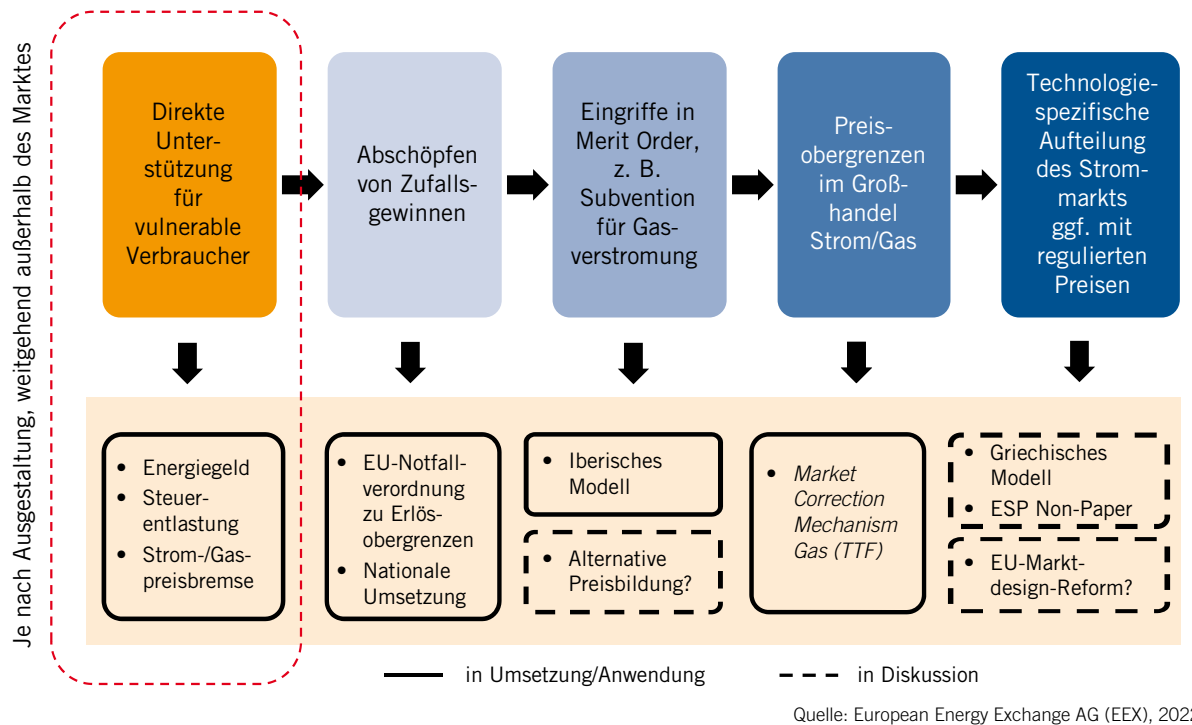 Je nach Ausgestaltung, weitgehend außerhalb des Marktes
Direkte
Unter-
stützung
für
vulnerable
Verbraucher
Abschöpfen
von Zufalls-
gewinnen
Eingriffe in
Merit Order,
z. B.
Subvention
für Gas-
verstromung
Preis-
obergrenzen
im Groß-
handel
Strom/Gas
Technologie-
spezifische
Aufteilung
des Strom-
markts
ggf. mit
regulierten
Preisen
• Energiegeld
• Steuer-
entlastung
• Strom-/Gas-
preisbremse
• EU-Notfall-
verordnung
zu Erlös-
obergrenzen
• Nationale
Umsetzung
• Iberisches
Modell
• Alternative
Preisbildung?
• Market
Correction
Mechanism
Gas (TTF)
• Griechisches
Modell
• ESP Non-Paper
• EU-Markt-
design-Reform?
in Umsetzung/Anwendung
in Diskussion
Quelle: European Energy Exchange AG (EEX), 2022